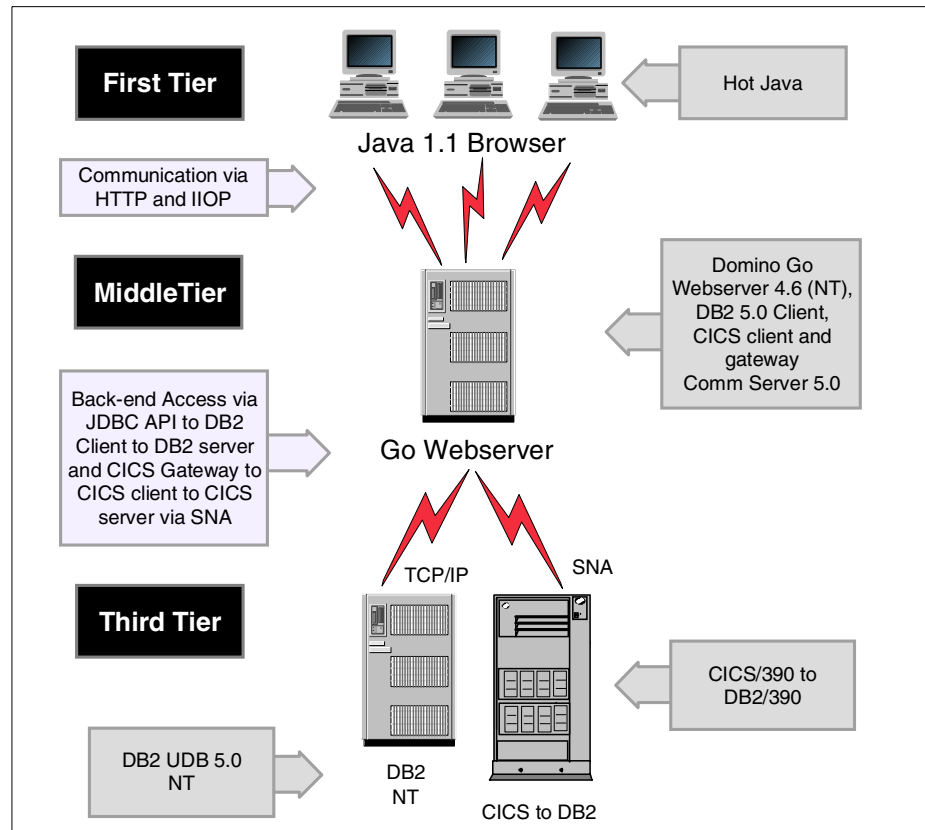 First Tier
Hot Java
Java 1.1 Browser
Communication via
HTTP and IIOP
MiddleTier
Domino Go
Webserver 4.6 (NT),
DB2 5.0 Client,
CICS client and
gateway
Comm Server 5.0
Back-end Access via
JDBC API to DB2
Client to DB2 server
and CICS Gateway to
CICS client to CICS
server via SNA
Go Webserver
TCP/IP
SNA
Third Tier
CICS/390 to
DB2/390
DB2 UDB 5.0
NT
DB2
NT
CICS to DB2